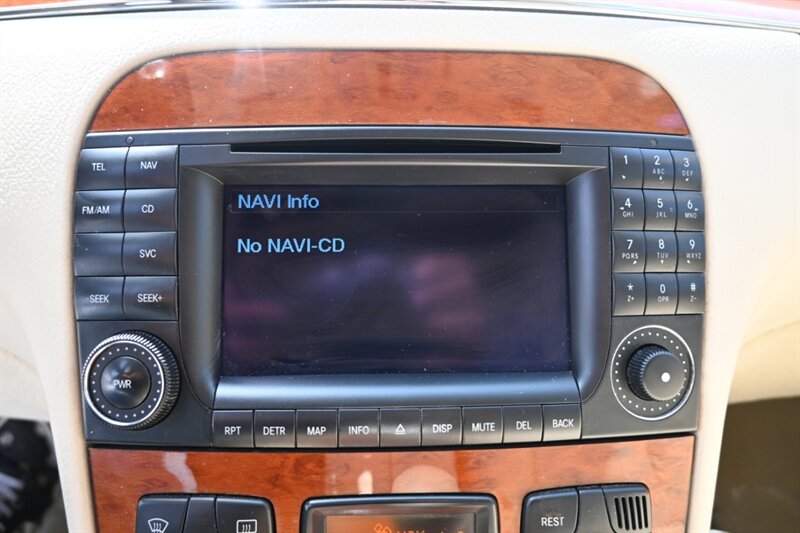 TEL NAV
FM/AM CD
SVC
-SEEK SEEK+
PWR
NAVI Info
No NAVI-CD
1 2 ABC 3 DEF
4 GHI 5 JKL 6 MNO
7 PQRS 8 TUV 9 WXYZ
* Z+ 0 OPR # Z-
RPT DETR MAP INFO DISP MUTE DEL BACK
REST